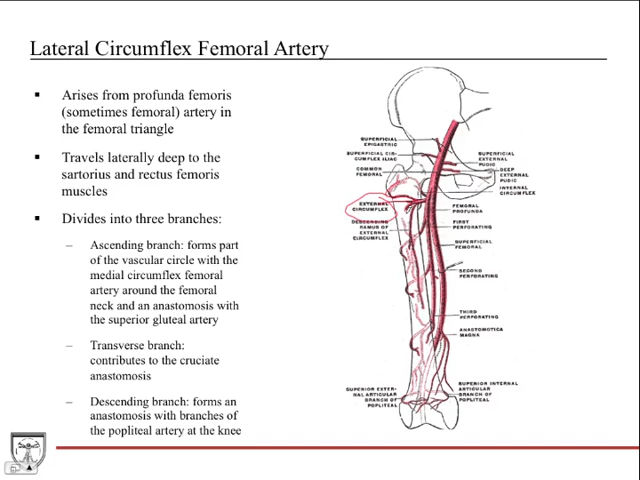 Lateral Circumflex Femoral Artery
▪ Arises from profunda femoris
(sometimes femoral) artery in
the femoral triangle
▪ Travels laterally deep to the
sartorius and rectus femoris
muscles
▪ Divides into three branches:
– Ascending branch: forms part
of the vascular circle with the
medial circumflex femoral
artery around the femoral
neck and an anastomosis with
the superior gluteal artery
– Transverse branch:
contributes to the cruciate
anastomosis
– Descending branch: forms an
anastomosis with branches of
the popliteal artery at the knee
SUPERFICIAL
EPIGASTRIC
SUPERFICIAL CIR-
CUMFLEX ILIAC
COMMON
FEMORAL
EXTERNAL
CIRCUMFLEX
DESCENDING
RAMUS OF
EXTERNAL
CIRCUMFLEX
SUPERIOR EXTER-
NAL ARTICULAR
BRANCH OF
POPLITEAL
SUPERFICIAL
EXTERNAL
PUDIC
DEEP
EXTERNAL
PUDIC
INTERNAL
CIRCUMFLEX
FEMORAL
PROFUNDA
FIRST
PERFORATING
SUPERFICIAL
FEMORAL
SECOND
PERFORATING
THIRD
PERFORATING
ANASTOMOTICA
MAGNA
SUPERIOR INTERNAL
ARTICULAR
BRANCH OF
POPLITEAL